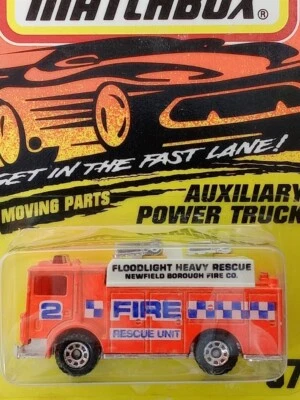 MATCHBOX®
GET IN THE FAST LANE!
MOVING PARTS
AUXILIARY
POWER TRUCK
FLOODLIGHT HEAVY RESCUE
NEWFIELD BOROUGH FIRE CO.
2 FIRE
RESCUE UNIT
67